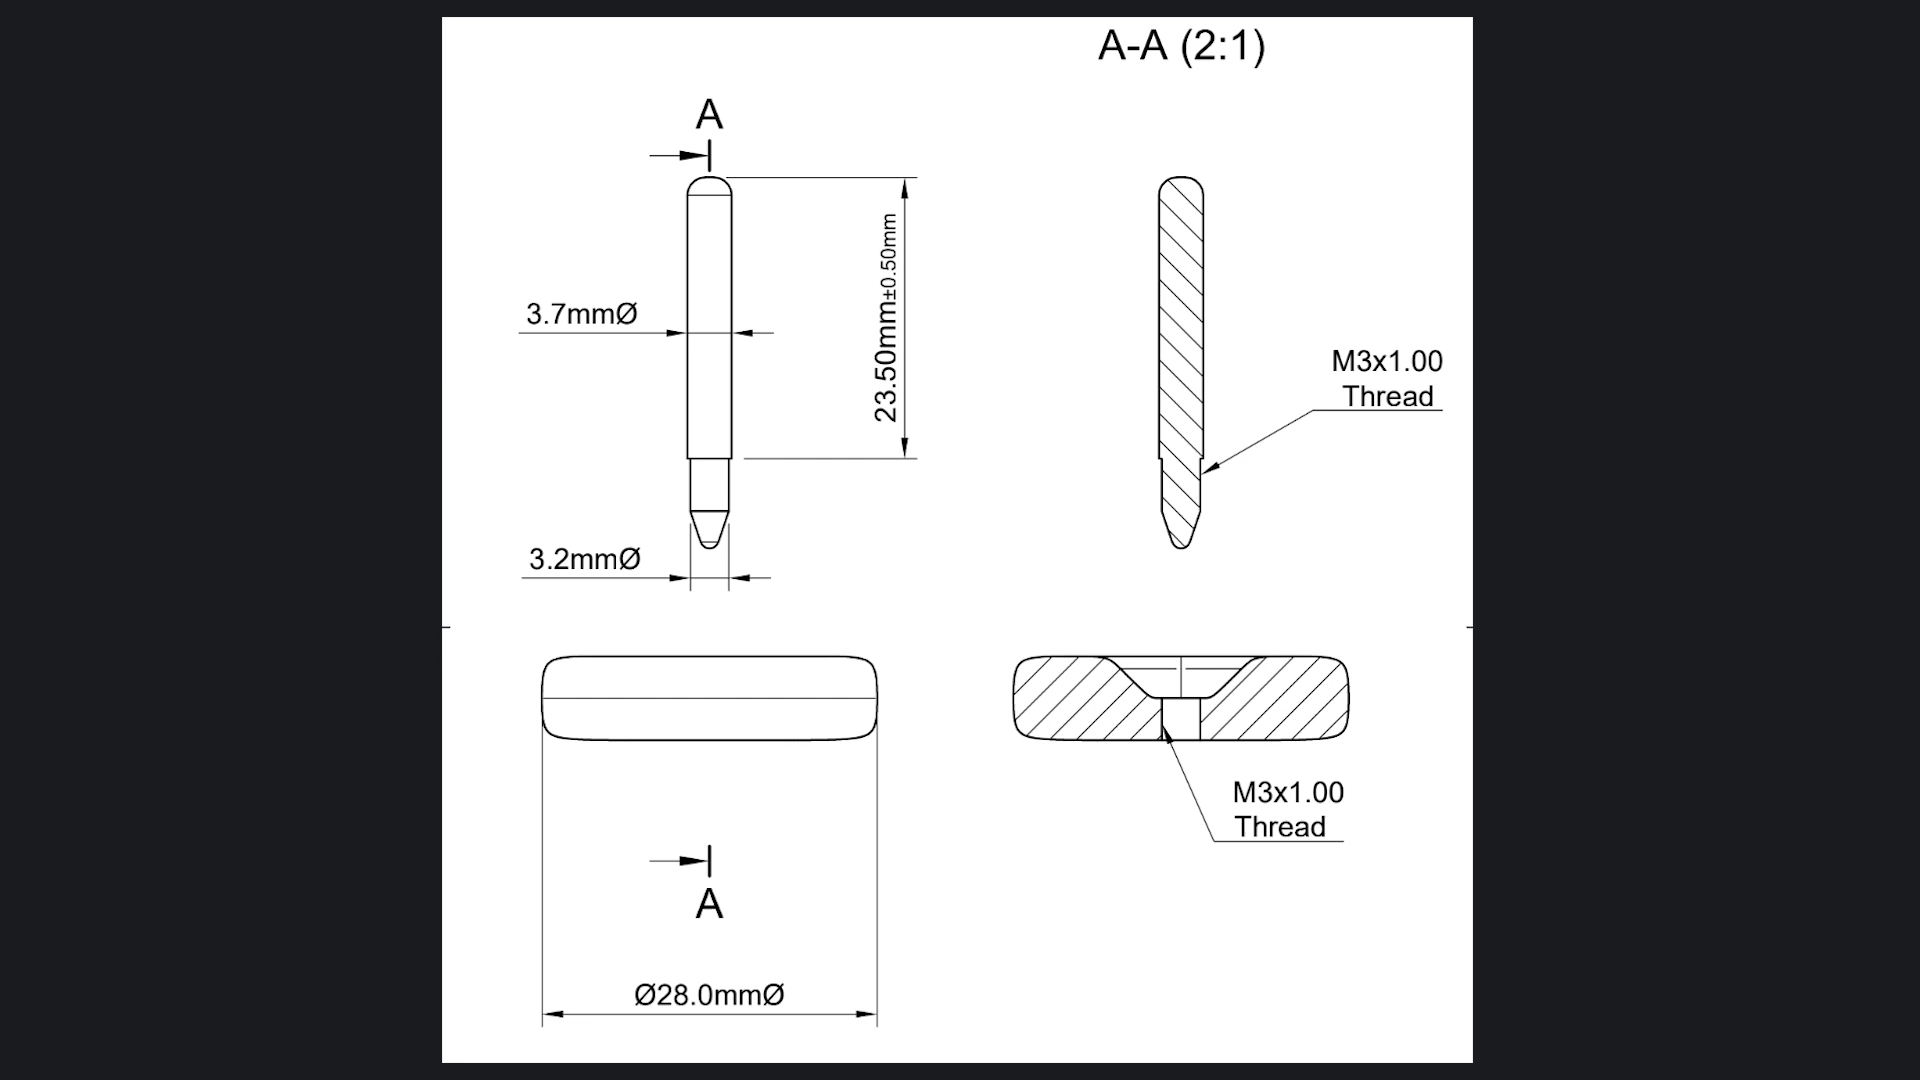 A-A (2:1)
A
23.50mm±0.50mm
3.7mmØ
M3x1.00
Thread
3.2mmØ
M3x1.00
Thread
A
Ø28.0mmØ